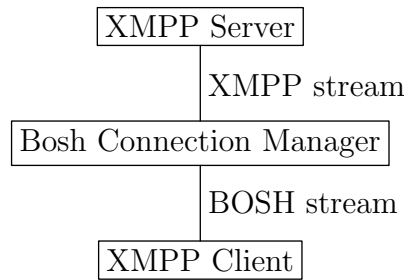 XMPP Server
XMPP stream
Bosh Connection Manager
BOSH stream
XMPP Client